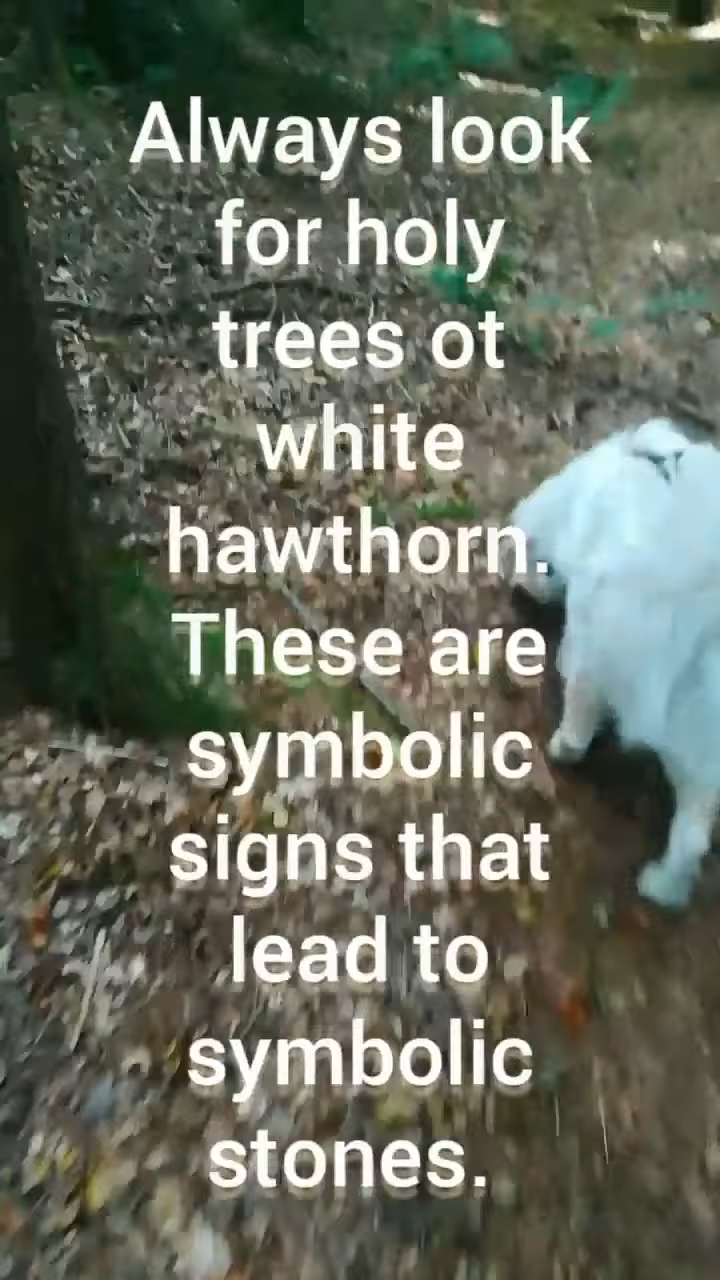 Always look
for holy
trees ot
white
hawthorn.
These are
symbolic
signs that
lead to
symbolic
stones.